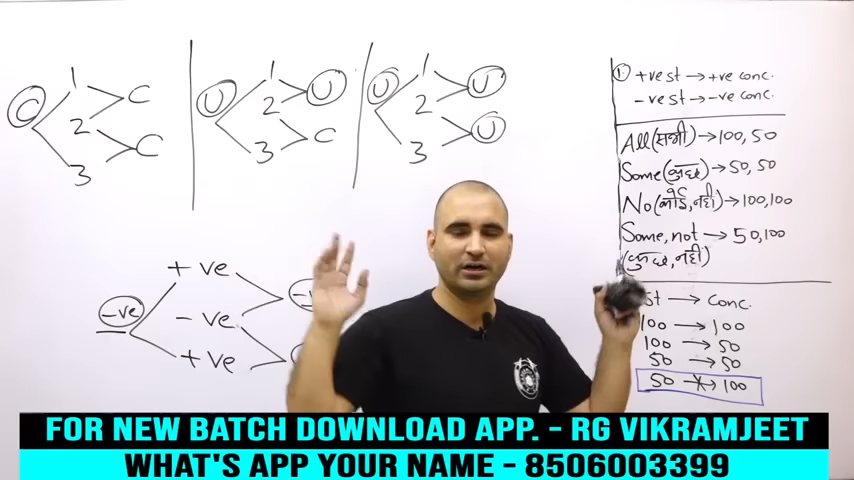 1
C
C
2
C
3
1
U
U
2
C
3
1
U
U
2
U
3
+ve
-ve
-ve
+ve
1. +ve st → +ve conc.
-ve st → -ve conc.
All (सभी) → 100, 50
Some (कुछ) → 50, 50
No (कोई, नहीं) → 100, 100
Some, not → 50, 100
(कुछ, नहीं)
st → conc.
100 → 100
100 → 50
50 → 50
50 → 100
FOR NEW BATCH DOWNLOAD APP. - RG VIKRAMJEET
WHAT'S APP YOUR NAME - 8506003399